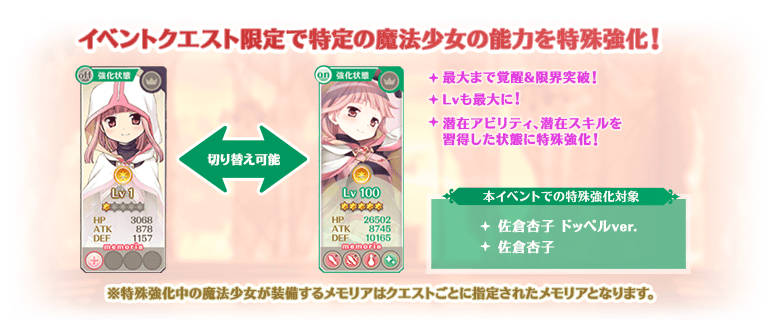 イベントクエスト限定で特定の魔法少女の能力を特殊強化!
off 強化状態
Lv 1
HP 3068
ATK 878
DEF 1157
memoria
切り替え可能
on 強化状態
Lv 100
HP 26502
ATK 8745
DEF 10165
memoria
最大まで覚醒&限界突破!
Lvも最大に!
潜在アビリティ、潜在スキルを
習得した状態に特殊強化!
本イベントでの特殊強化対象
佐倉杏子 ドッペルver.
佐倉杏子
※特殊強化中の魔法少女が装備するメモリアはクエストごとに指定されたメモリアとなります。